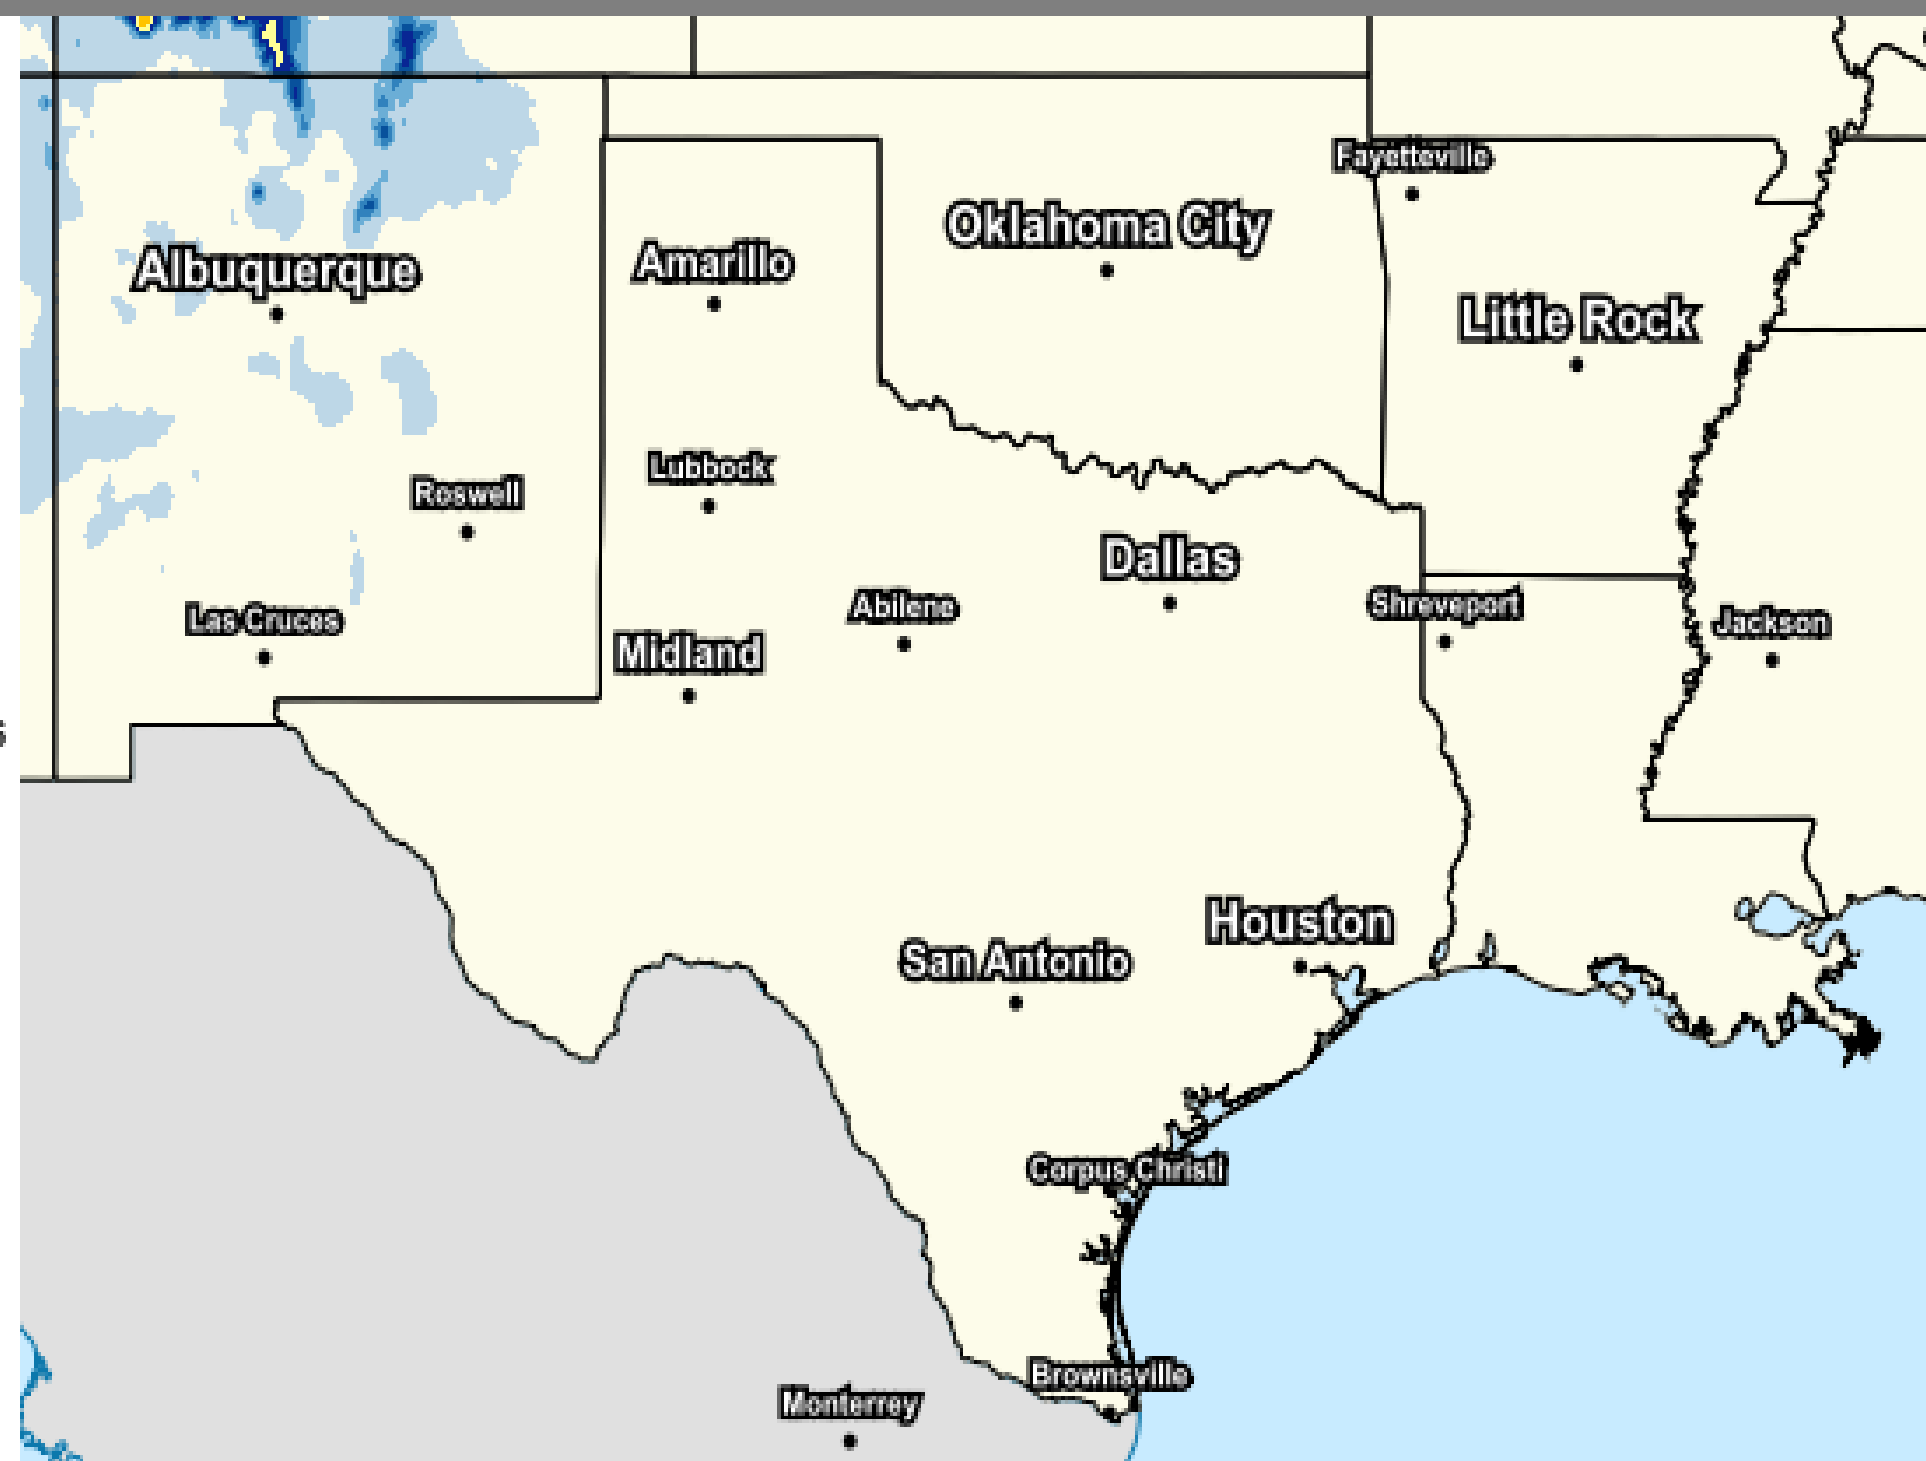 Fayetteville
Oklahoma City
Albuquerque
Amarillo
Little Rock
Lubbock
Roswell
Dallas
Abilene
Shreveport
Las Cruces
Jackson
Midland
Houston
San Antonio
Corpus Christi
Brownsville
Monterrey